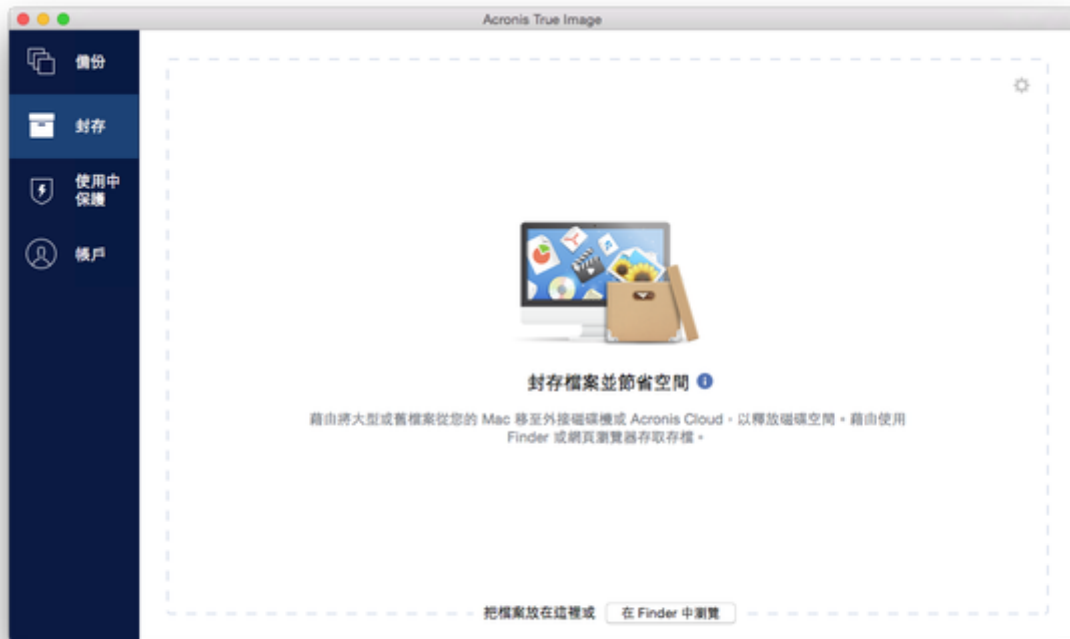 Acronis True Image
備份
封存
使用中
保護
帳戶
封存檔案並節省空間
藉由將大型或舊檔案從您的 Mac 移至外接磁碟機或 Acronis Cloud，以釋放磁碟空間。藉由使用
Finder 或網頁瀏覽器存取存檔。
把檔案放在這裡或 在 Finder 中瀏覽